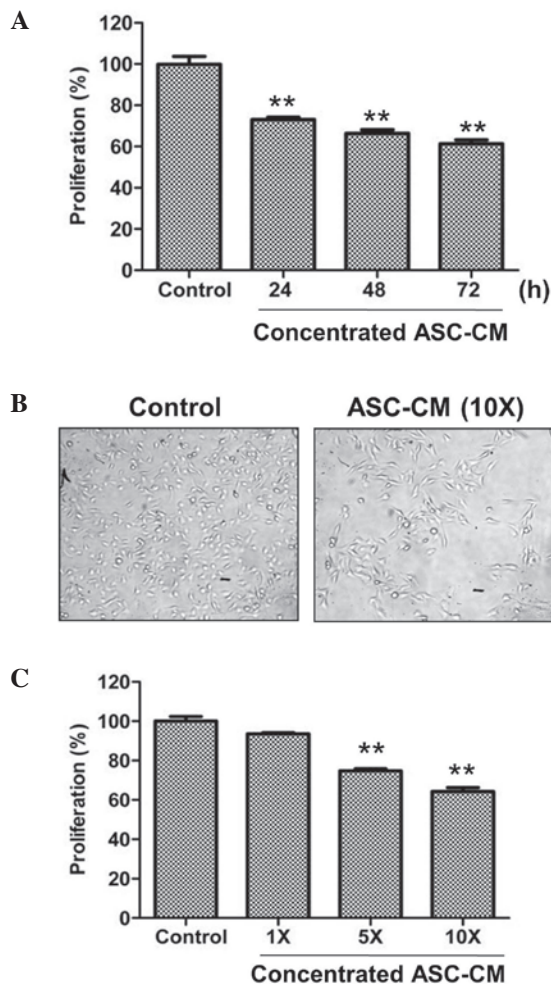 A
Proliferation (%)
120
100
80
60
40
20
0
**
**
**
Control
24
48
72
(h)
Concentrated ASC-CM
B
Control
ASC-CM (10X)
C
Proliferation (%)
120
100
80
60
40
20
0
**
**
Control
1X
5X
10X
Concentrated ASC-CM